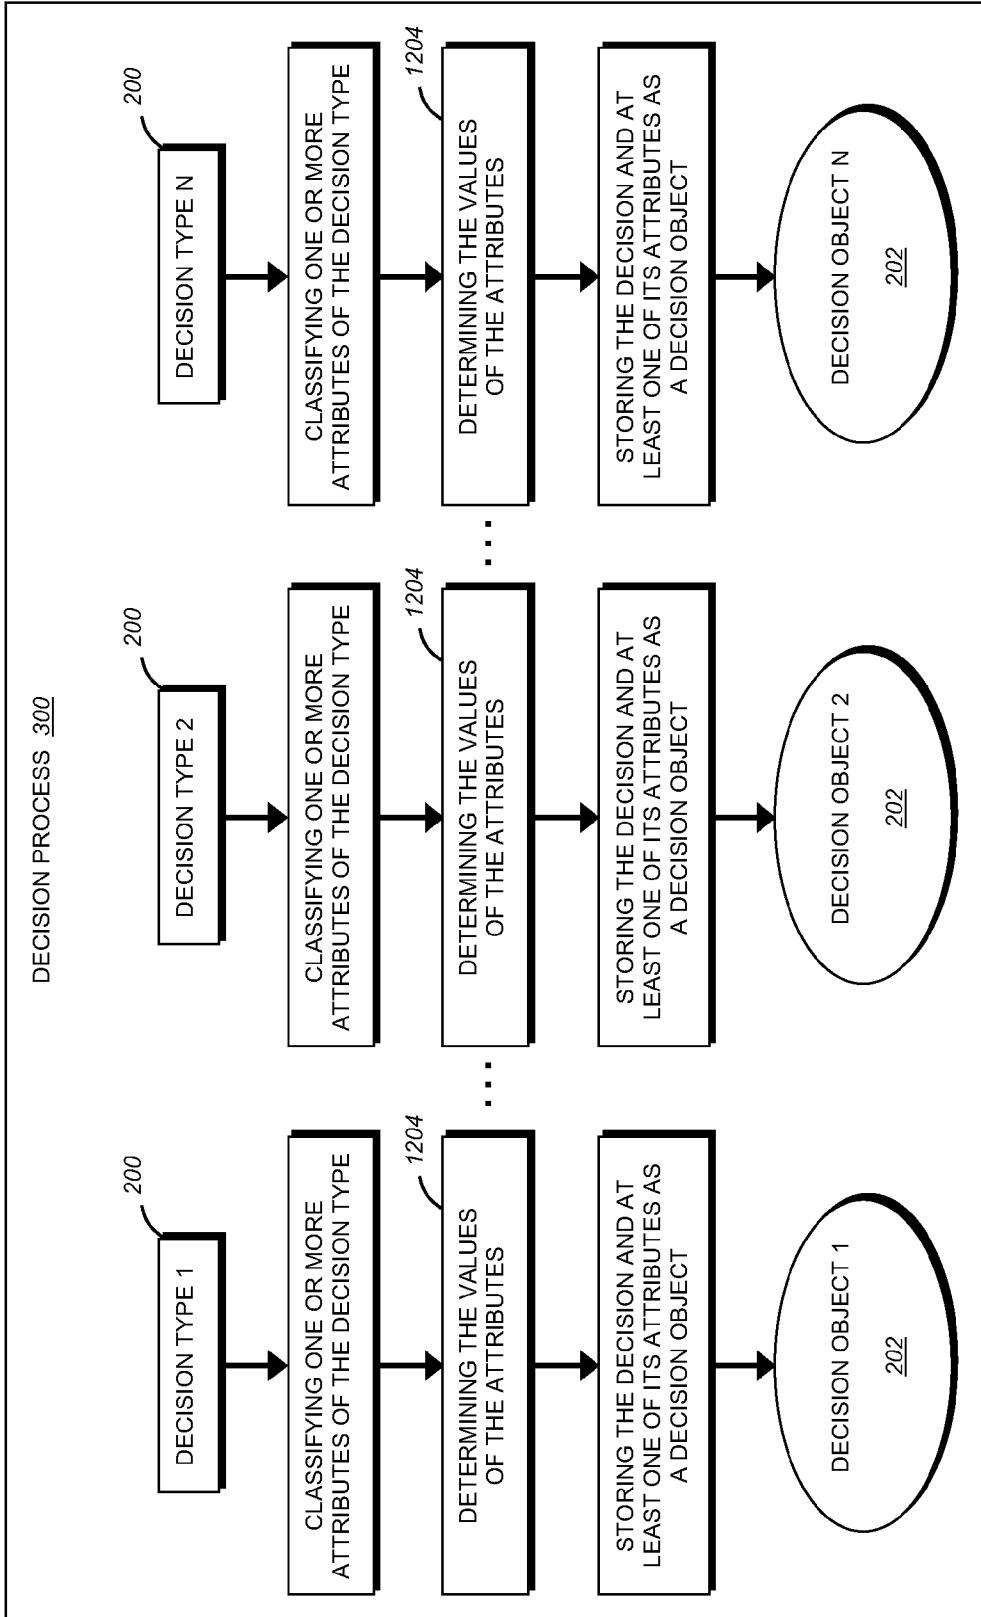 DECISION PROCESS 300
200
DECISION TYPE 1
CLASSIFYING ONE OR MORE
ATTRIBUTES OF THE DECISION TYPE
1204
DETERMINING THE VALUES
OF THE ATTRIBUTES
STORING THE DECISION AND AT
LEAST ONE OF ITS ATTRIBUTES AS
A DECISION OBJECT
DECISION OBJECT 1
202
...
200
DECISION TYPE 2
CLASSIFYING ONE OR MORE
ATTRIBUTES OF THE DECISION TYPE
1204
DETERMINING THE VALUES
OF THE ATTRIBUTES
STORING THE DECISION AND AT
LEAST ONE OF ITS ATTRIBUTES AS
A DECISION OBJECT
DECISION OBJECT 2
202
...
200
DECISION TYPE N
CLASSIFYING ONE OR MORE
ATTRIBUTES OF THE DECISION TYPE
1204
DETERMINING THE VALUES
OF THE ATTRIBUTES
STORING THE DECISION AND AT
LEAST ONE OF ITS ATTRIBUTES AS
A DECISION OBJECT
DECISION OBJECT N
202